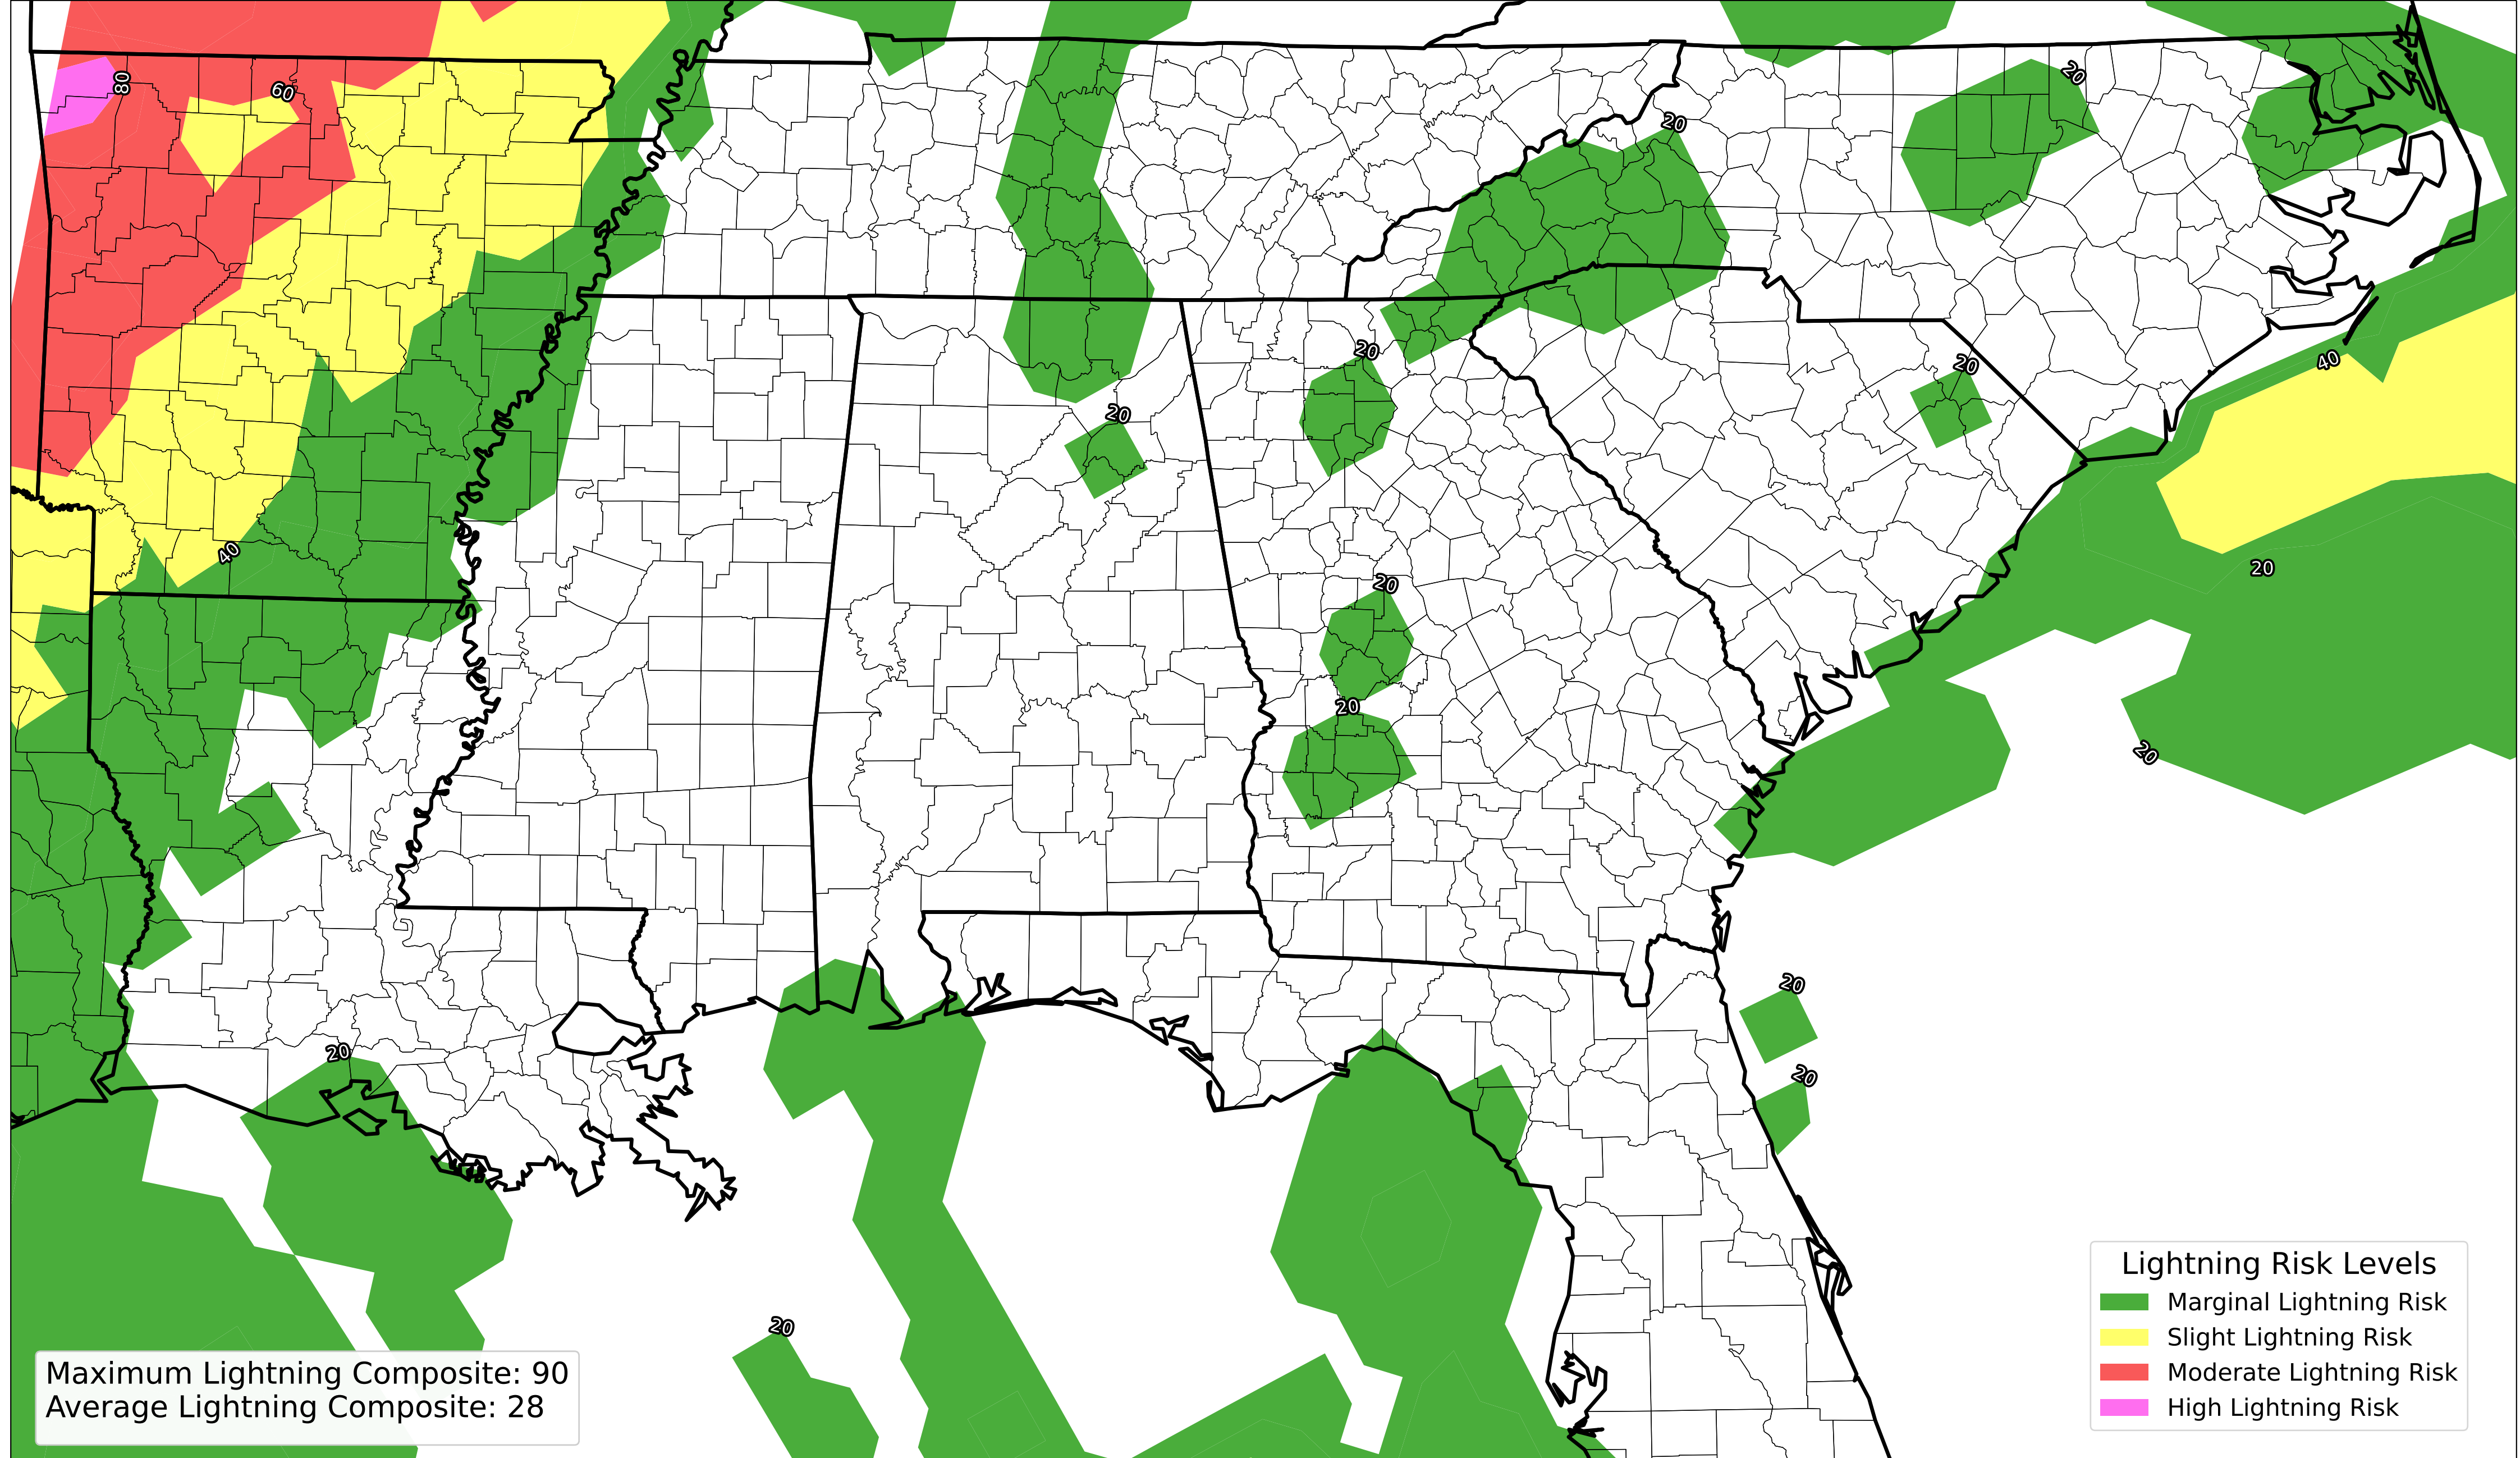 80
60
20
20
20
40
20
20
40
20
20
20
20
20
20
20
20
20
Lightning Risk Levels
Marginal Lightning Risk
Slight Lightning Risk
Moderate Lightning Risk
High Lightning Risk
Maximum Lightning Composite: 90
Average Lightning Composite: 28